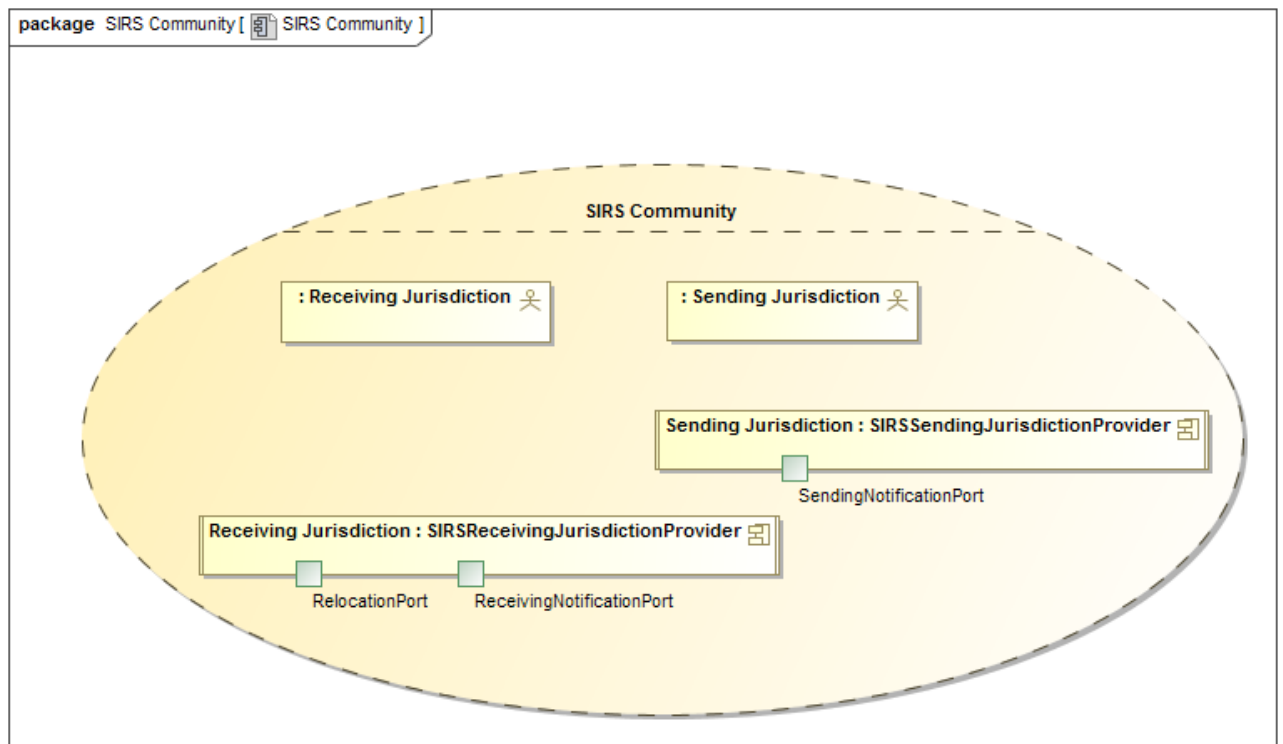 package SIRS Community [ SIRS Community ]
SIRS Community
: Receiving Jurisdiction
: Sending Jurisdiction
Sending Jurisdiction : SIRSSendingJurisdictionProvider
SendingNotificationPort
Receiving Jurisdiction : SIRSReceivingJurisdictionProvider
RelocationPort
ReceivingNotificationPort